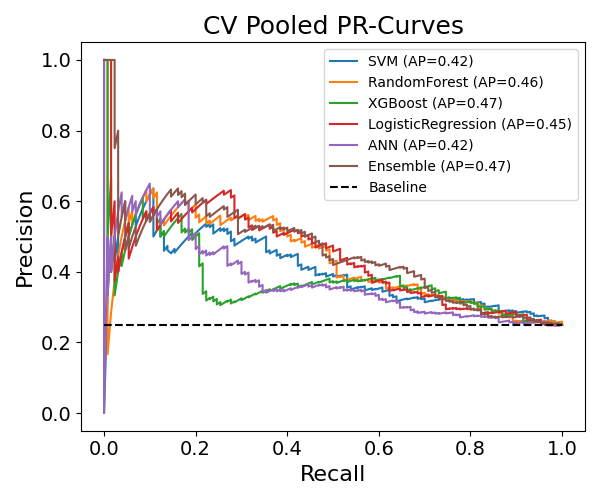 CV Pooled PR-Curves
SVM (AP=0.42)
RandomForest (AP=0.46)
XGBoost (AP=0.47)
LogisticRegression (AP=0.45)
ANN (AP=0.42)
Ensemble (AP=0.47)
Baseline
Precision
1.0
0.8
0.6
0.4
0.2
0.0
0.0 0.2 0.4 0.6 0.8 1.0
Recall